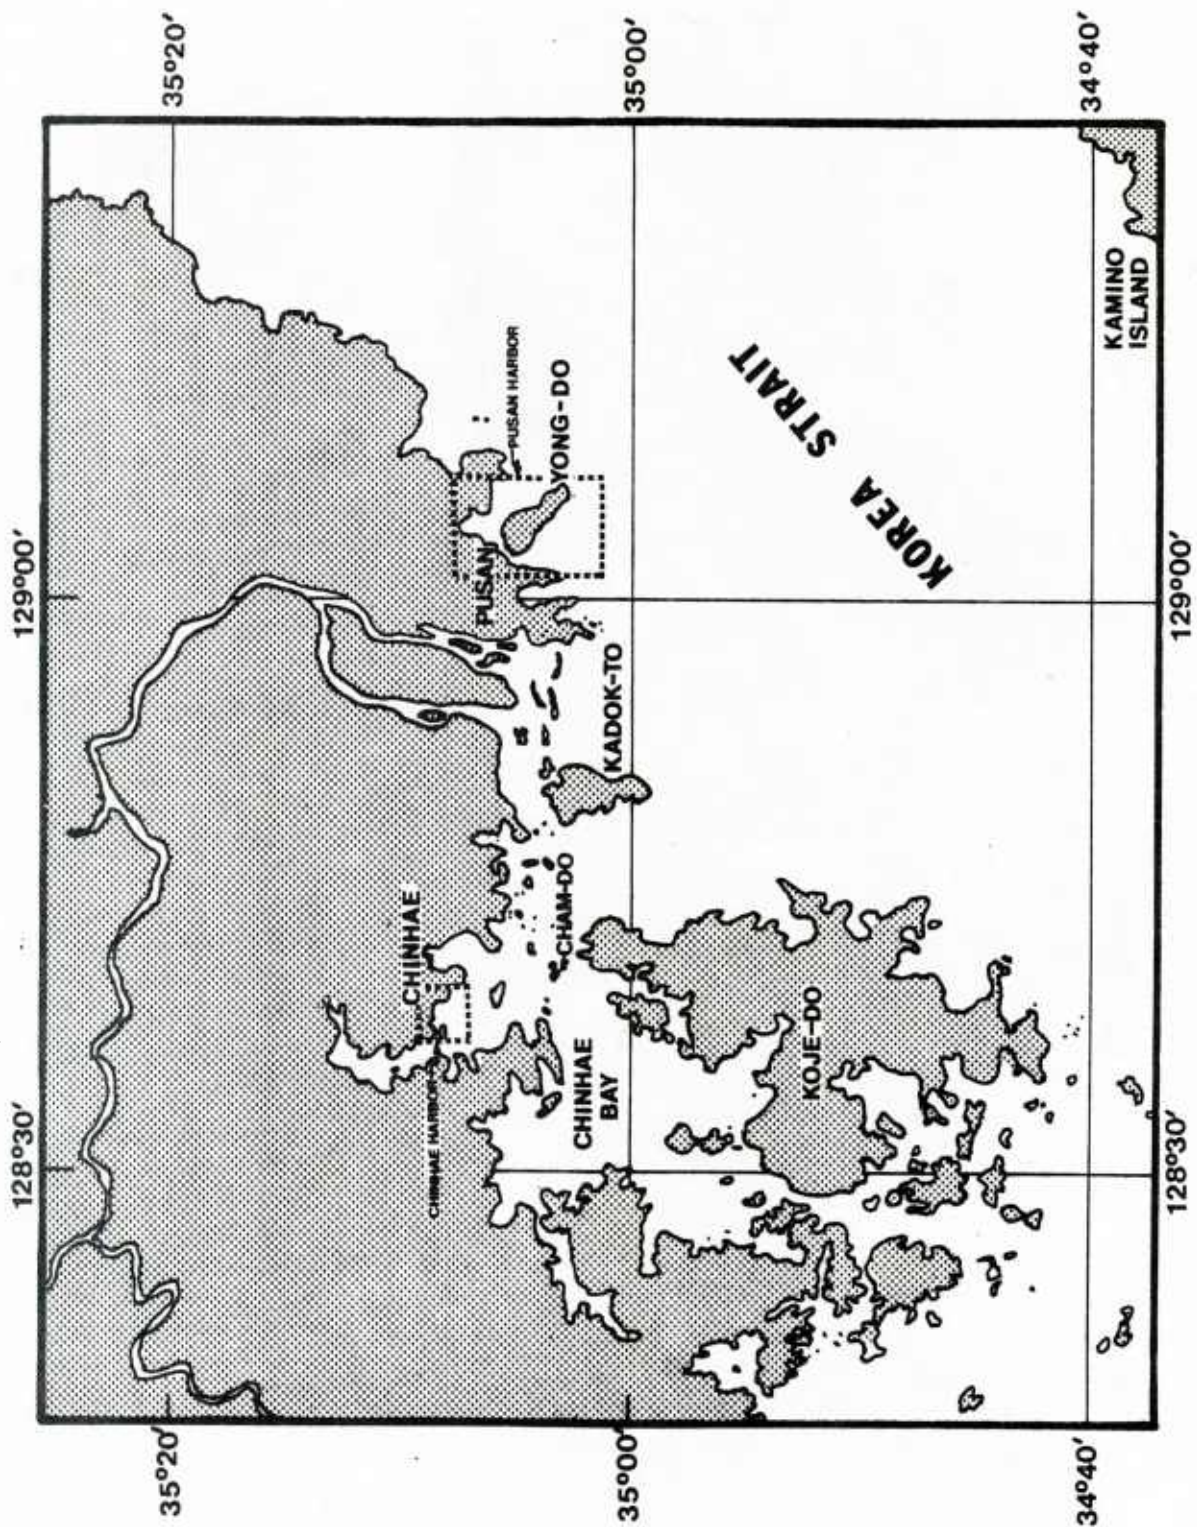 128°30′
129°00′
35°20′
35°20′
CHINHAE
CHINHAE HARBOR
PUSAN
PUSAN HARBOR
YONG-DO
CHAM-DO
KADOK-TO
CHINHAE
BAY
35°00′
35°00′
KOREA STRAIT
KOJE-DO
KAMINO
ISLAND
34°40′
34°40′
128°30′
129°00′